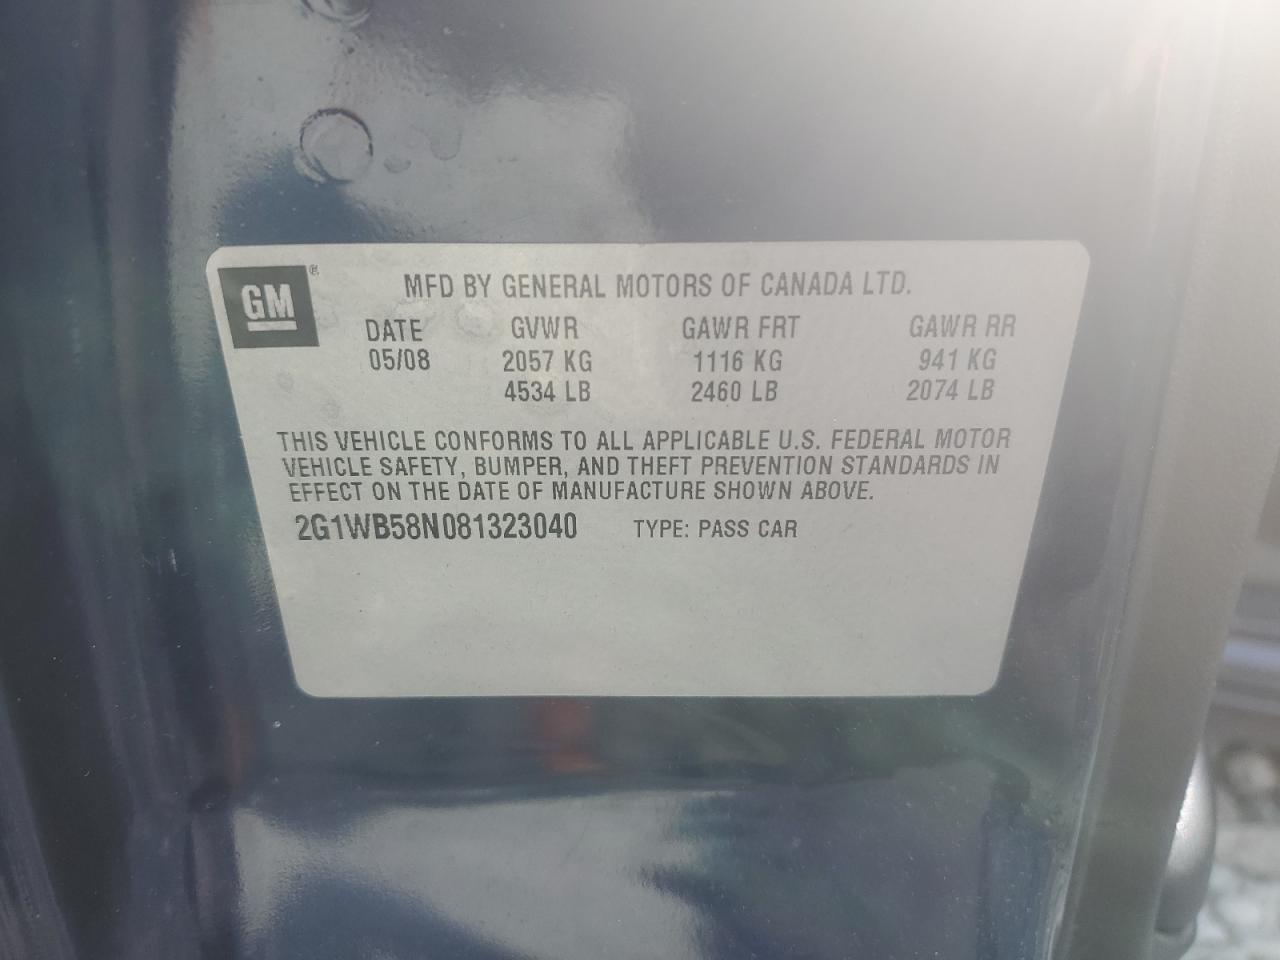 GM®
MFD BY GENERAL MOTORS OF CANADA LTD.
DATE GVWR GAWR FRT GAWR RR
05/08 2057 KG 1116 KG 941 KG
4534 LB 2460 LB 2074 LB
THIS VEHICLE CONFORMS TO ALL APPLICABLE U.S. FEDERAL MOTOR
VEHICLE SAFETY, BUMPER, AND THEFT PREVENTION STANDARDS IN
EFFECT ON THE DATE OF MANUFACTURE SHOWN ABOVE.
2G1WB58N081323040 TYPE: PASS CAR